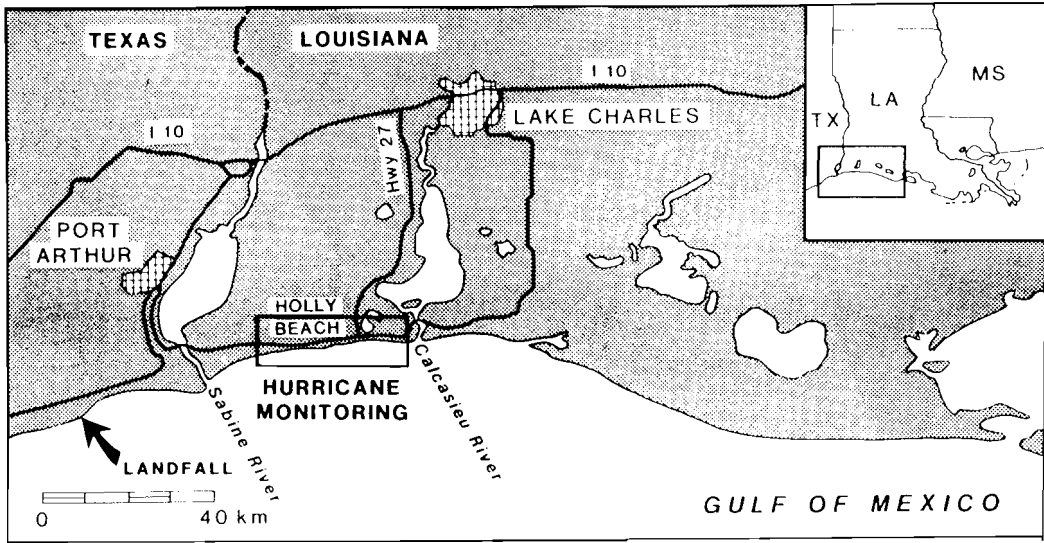 TEXAS
LOUISIANA
I 10
LAKE CHARLES
I 10
Hwy 27
PORT
ARTHUR
HOLLY
BEACH
HURRICANE
MONITORING
Sabine River
Calcasieu River
LANDFALL
0 40 km
GULF OF MEXICO
MS
LA
TX